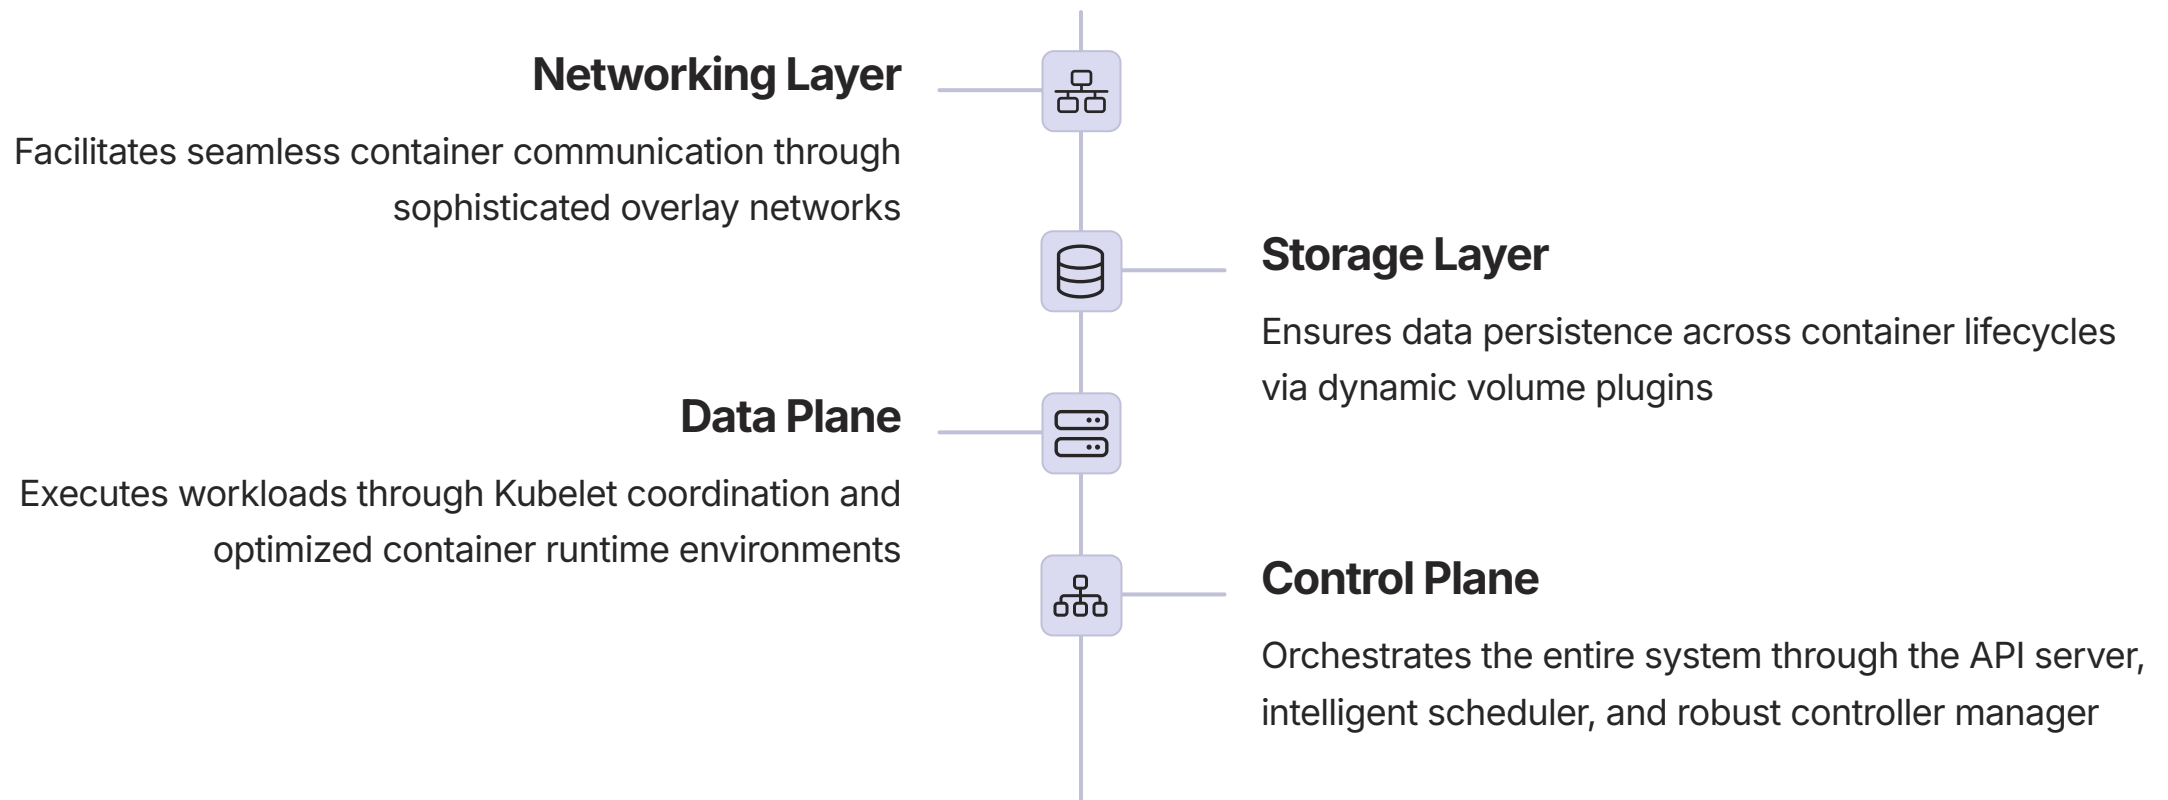 Networking Layer
Facilitates seamless container communication through
sophisticated overlay networks
Storage Layer
Ensures data persistence across container lifecycles
via dynamic volume plugins
Data Plane
Executes workloads through Kubelet coordination and
optimized container runtime environments
Control Plane
Orchestrates the entire system through the API server,
intelligent scheduler, and robust controller manager